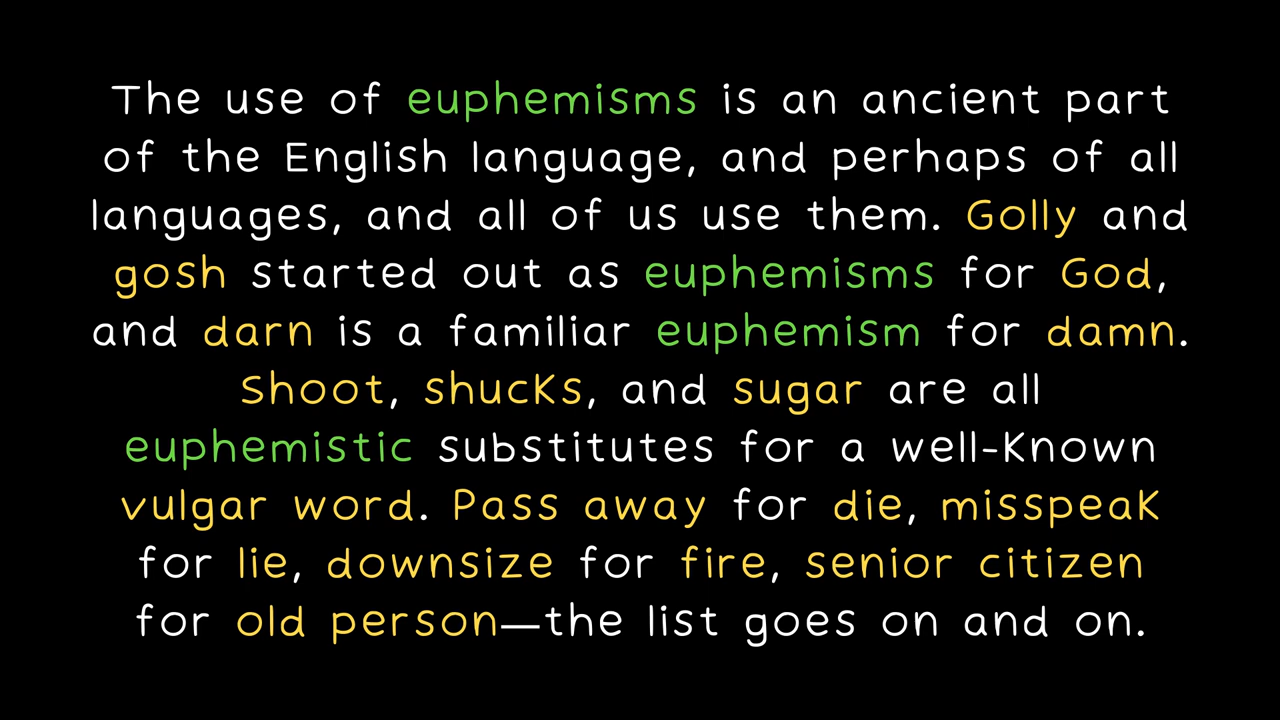 The use of euphemisms is an ancient part
of the English language, and perhaps of all
languages, and all of us use them. Golly and
gosh started out as euphemisms for God,
and darn is a familiar euphemism for damn.
Shoot, shucks, and sugar are all
euphemistic substitutes for a well-known
vulgar word. Pass away for die, misspeak
for lie, downsize for fire, senior citizen
for old person—the list goes on and on.